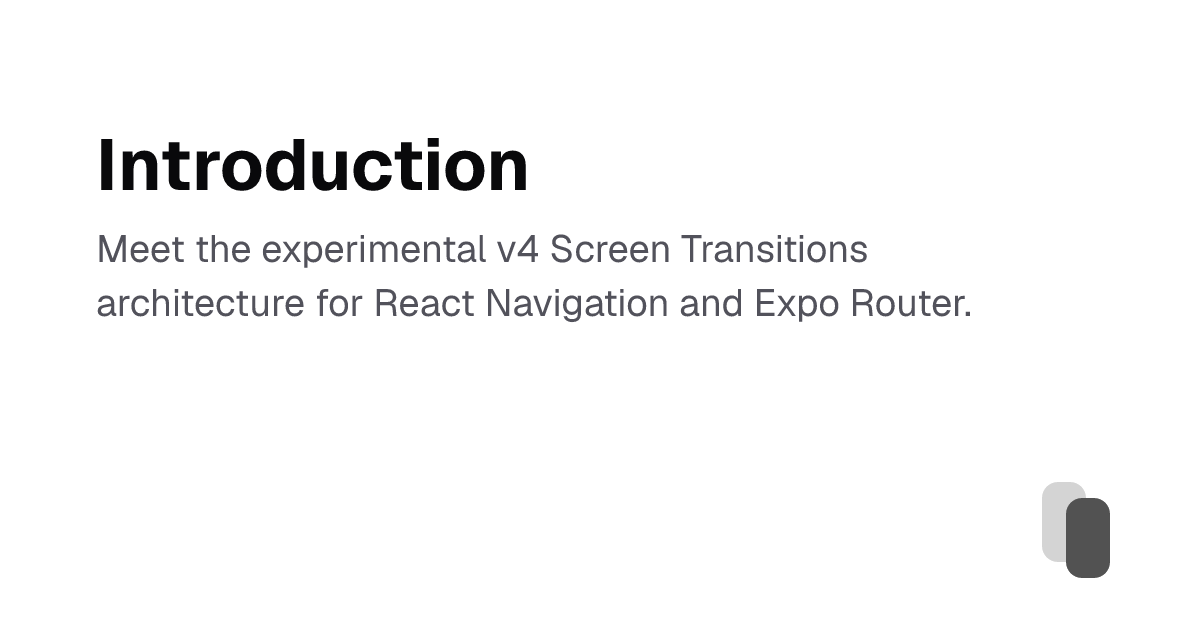 Introduction
Meet the experimental v4 Screen Transitions
architecture for React Navigation and Expo Router.